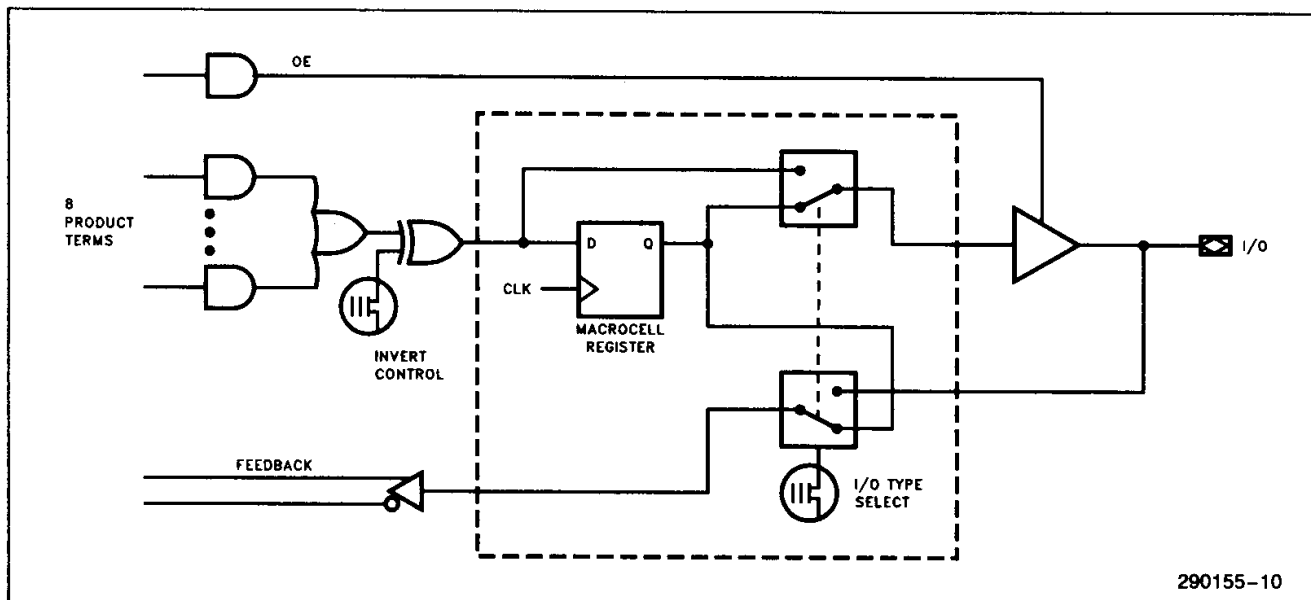 OE
8
PRODUCT
TERMS
INVERT
CONTROL
D
Q
CLK
MACROCELL
REGISTER
I/O
FEEDBACK
I/O TYPE
SELECT
290155-10